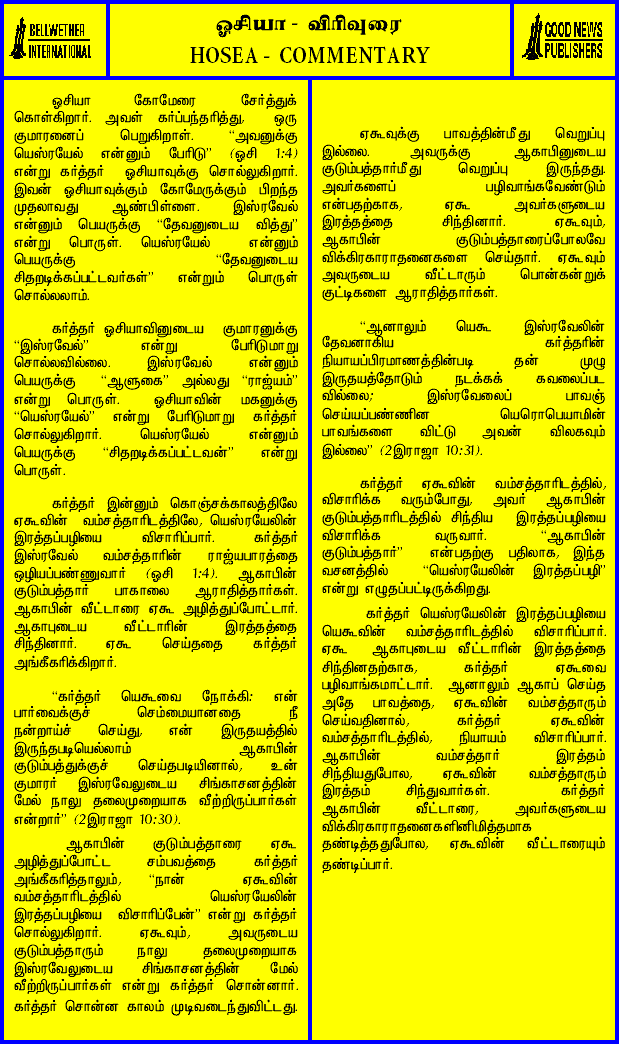 BELLWETHER
INTERNATIONAL
ஓசியா - விரிவுரை
HOSEA - COMMENTARY
GOOD NEWS
PUBLISHERS
ஓசியா கோமேரை சேர்த்துக்
கொள்கிறார். அவள் கர்ப்பந்தரித்து, ஒரு
குமாரனைப் பெறுகிறாள். “அவனுக்கு
யெஸ்ரயேல் என்னும் பேரிடு” (ஓசி 1:4)
என்று கர்த்தர் ஓசியாவுக்கு சொல்லுகிறார்.
இவன் ஓசியாவுக்கும் கோமேருக்கும் பிறந்த
முதலாவது ஆண்பிள்ளை. இஸ்ரவேல்
என்னும் பெயருக்கு “தேவனுடைய வித்து”
என்று பொருள். யெஸ்ரயேல் என்னும்
பெயருக்கு “தேவனுடைய
சிதறடிக்கப்பட்டவர்கள்” என்றும் பொருள்
சொல்லலாம்.
கர்த்தர் ஓசியாவினுடைய குமாரனுக்கு
“இஸ்ரவேல்” என்று பேரிடுமாறு
சொல்லவில்லை. இஸ்ரவேல் என்னும்
பெயருக்கு “ஆளுகை” அல்லது “ராஜ்யம்”
என்று பொருள். ஓசியாவின் மகனுக்கு
“யெஸ்ரயேல்” என்று பேரிடுமாறு கர்த்தர்
சொல்லுகிறார். யெஸ்ரயேல் என்னும்
பெயருக்கு “சிதறடிக்கப்பட்டவன்” என்று
பொருள்.
கர்த்தர் இன்னும் கொஞ்சக்காலத்திலே
ஏகூவின் வம்சத்தாரிடத்திலே, யெஸ்ரயேலின்
இரத்தப்பழியை விசாரிப்பார். கர்த்தர்
இஸ்ரவேல் வம்சத்தாரின் ராஜ்யபாரத்தை
ஒழியப்பண்ணுவார் (ஓசி 1:4). ஆகாபின்
குடும்பத்தார் பாகாலை ஆராதித்தார்கள்.
ஆகாபின் வீட்டாரை ஏகூ அழித்துப்போட்டார்.
ஆகாபுடைய வீட்டாரின் இரத்தத்தை
சிந்தினார். ஏகூ செய்ததை கர்த்தர்
அங்கீகரிக்கிறார்.
“கர்த்தர் யெகூவை நோக்கி: என்
பார்வைக்குச் செம்மையானதை நீ
நன்றாய்ச் செய்து, என் இருதயத்தில்
இருந்தபடியெல்லாம் ஆகாபின்
குடும்பத்துக்குச் செய்தபடியினால், உன்
குமாரர் இஸ்ரவேலுடைய சிங்காசனத்தின்
மேல் நாலு தலைமுறையாக வீற்றிருப்பார்கள்
என்றார்” (2இராஜா 10:30).
ஆகாபின் குடும்பத்தாரை ஏகூ
அழித்துப்போட்ட சம்பவத்தை கர்த்தர்
அங்கீகரித்தாலும், “நான் ஏகூவின்
வம்சத்தாரிடத்தில் யெஸ்ரயேலின்
இரத்தப்பழியை விசாரிப்பேன்” என்று கர்த்தர்
சொல்லுகிறார். ஏகூவும், அவருடைய
குடும்பத்தாரும் நாலு தலைமுறையாக
இஸ்ரவேலுடைய சிங்காசனத்தின் மேல்
வீற்றிருப்பார்கள் என்று கர்த்தர் சொன்னார்.
கர்த்தர் சொன்ன காலம் முடிவடைந்துவிட்டது.
ஏகூவுக்கு பாவத்தின்மீது வெறுப்பு
இல்லை. அவருக்கு ஆகாபினுடைய
குடும்பத்தார்மீது வெறுப்பு இருந்தது.
அவர்களைப் பழிவாங்கவேண்டும்
என்பதற்காக, ஏகூ அவர்களுடைய
இரத்தத்தை சிந்தினார். ஏகூவும்,
ஆகாபின் குடும்பத்தாரைப்போலவே
விக்கிரகாராதனைகளை செய்தார். ஏகூவும்
அவருடைய வீட்டாரும் பொன்கன்றுக்
குட்டிகளை ஆராதித்தார்கள்.
“ஆனாலும் யெகூ இஸ்ரவேலின்
தேவனாகிய கர்த்தரின்
நியாயப்பிரமாணத்தின்படி தன் முழு
இருதயத்தோடும் நடக்கக் கவலைப்பட
வில்லை; இஸ்ரவேலைப் பாவஞ்
செய்யப்பண்ணின யெரொபெயாமின்
பாவங்களை விட்டு அவன் விலகவும்
இல்லை” (2இராஜா 10:31).
கர்த்தர் ஏகூவின் வம்சத்தாரிடத்தில்,
விசாரிக்க வரும்போது, அவர் ஆகாபின்
குடும்பத்தாரிடத்தில் சிந்திய இரத்தப்பழியை
விசாரிக்க வருவார். “ஆகாபின்
குடும்பத்தார்” என்பதற்கு பதிலாக, இந்த
வசனத்தில் “யெஸ்ரயேலின் இரத்தப்பழி”
என்று எழுதப்பட்டிருக்கிறது.
கர்த்தர் யெஸ்ரயேலின் இரத்தப்பழியை
யெகூவின் வம்சத்தாரிடத்தில் விசாரிப்பார்.
ஏகூ ஆகாபுடைய வீட்டாரின் இரத்தத்தை
சிந்தினதற்காக, கர்த்தர் ஏகூவை
பழிவாங்கமாட்டார். ஆனாலும் ஆகாப் செய்த
அதே பாவத்தை, ஏகூவின் வம்சத்தாரும்
செய்வதினால், கர்த்தர் ஏகூவின்
வம்சத்தாரிடத்தில், நியாயம் விசாரிப்பார்.
ஆகாபின் வம்சத்தார் இரத்தம்
சிந்தியதுபோல, ஏகூவின் வம்சத்தாரும்
இரத்தம் சிந்துவார்கள். கர்த்தர்
ஆகாபின் வீட்டாரை, அவர்களுடைய
விக்கிரகாராதனைகளினிமித்தமாக
தண்டித்ததுபோல, ஏகூவின் வீட்டாரையும்
தண்டிப்பார்.